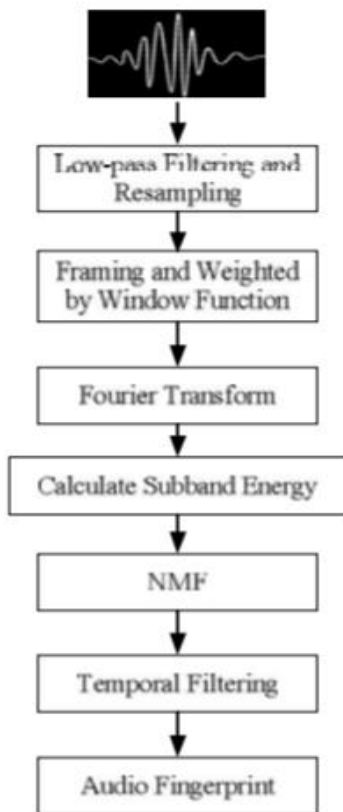 Low-pass Filtering and
Resampling
Framing and Weighted
by Window Function
Fourier Transform
Calculate Subband Energy
NMF
Temporal Filtering
Audio Fingerprint